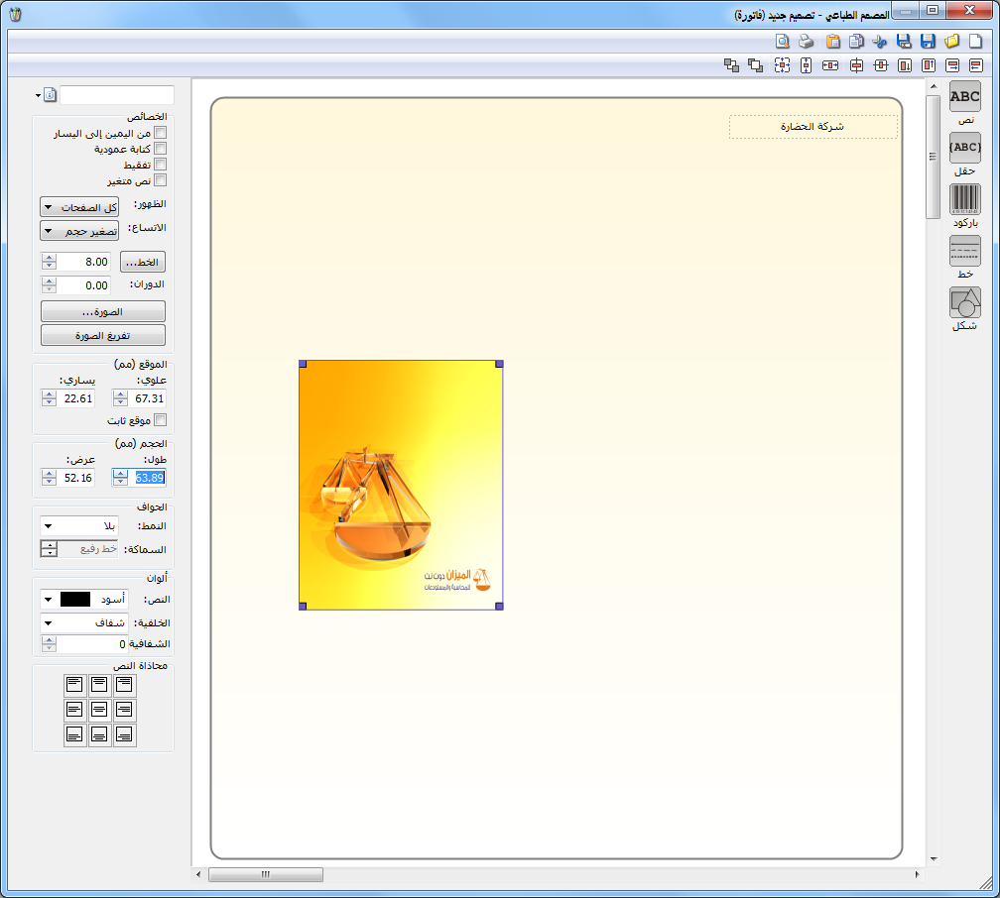 المصمم الطباعي - تصميم جديد (فاتورة)
ABC
نص
{ABC}
حقل
باركود
خط
شكل
شركة الحضارة
الميزان دوت نت
للمحاسبة والمستودعات
الخصائص
من اليمين إلى اليسار
كتابة عمودية
تفقيط
نص متغير
الظهور: كل الصفحات
الاتساع: تصغير حجم
الخط... 8.00
الدوران: 0.00
الصورة...
تفريغ الصورة
الموقع (مم)
علوي: يساري:
67.31 22.61
موقع ثابت
الحجم (مم)
طول: عرض:
63.89 52.16
الحواف
النمط: بلا
السماكة: خط رفيع
ألوان
النص: أسود
الخلفية: شفاف
الشفافية 0
محاذاة النص